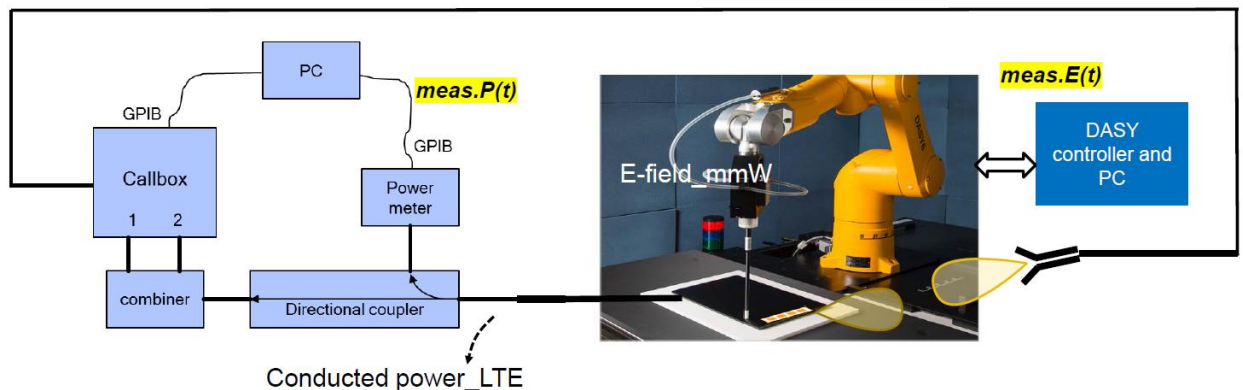 PC
meas.P(t)
meas.E(t)
GPIB
GPIB
DASY
controller and
PC
Callbox
1 2
Power
meter
E-field_mmW
DASY6
combiner
Directional coupler
Conducted power_LTE